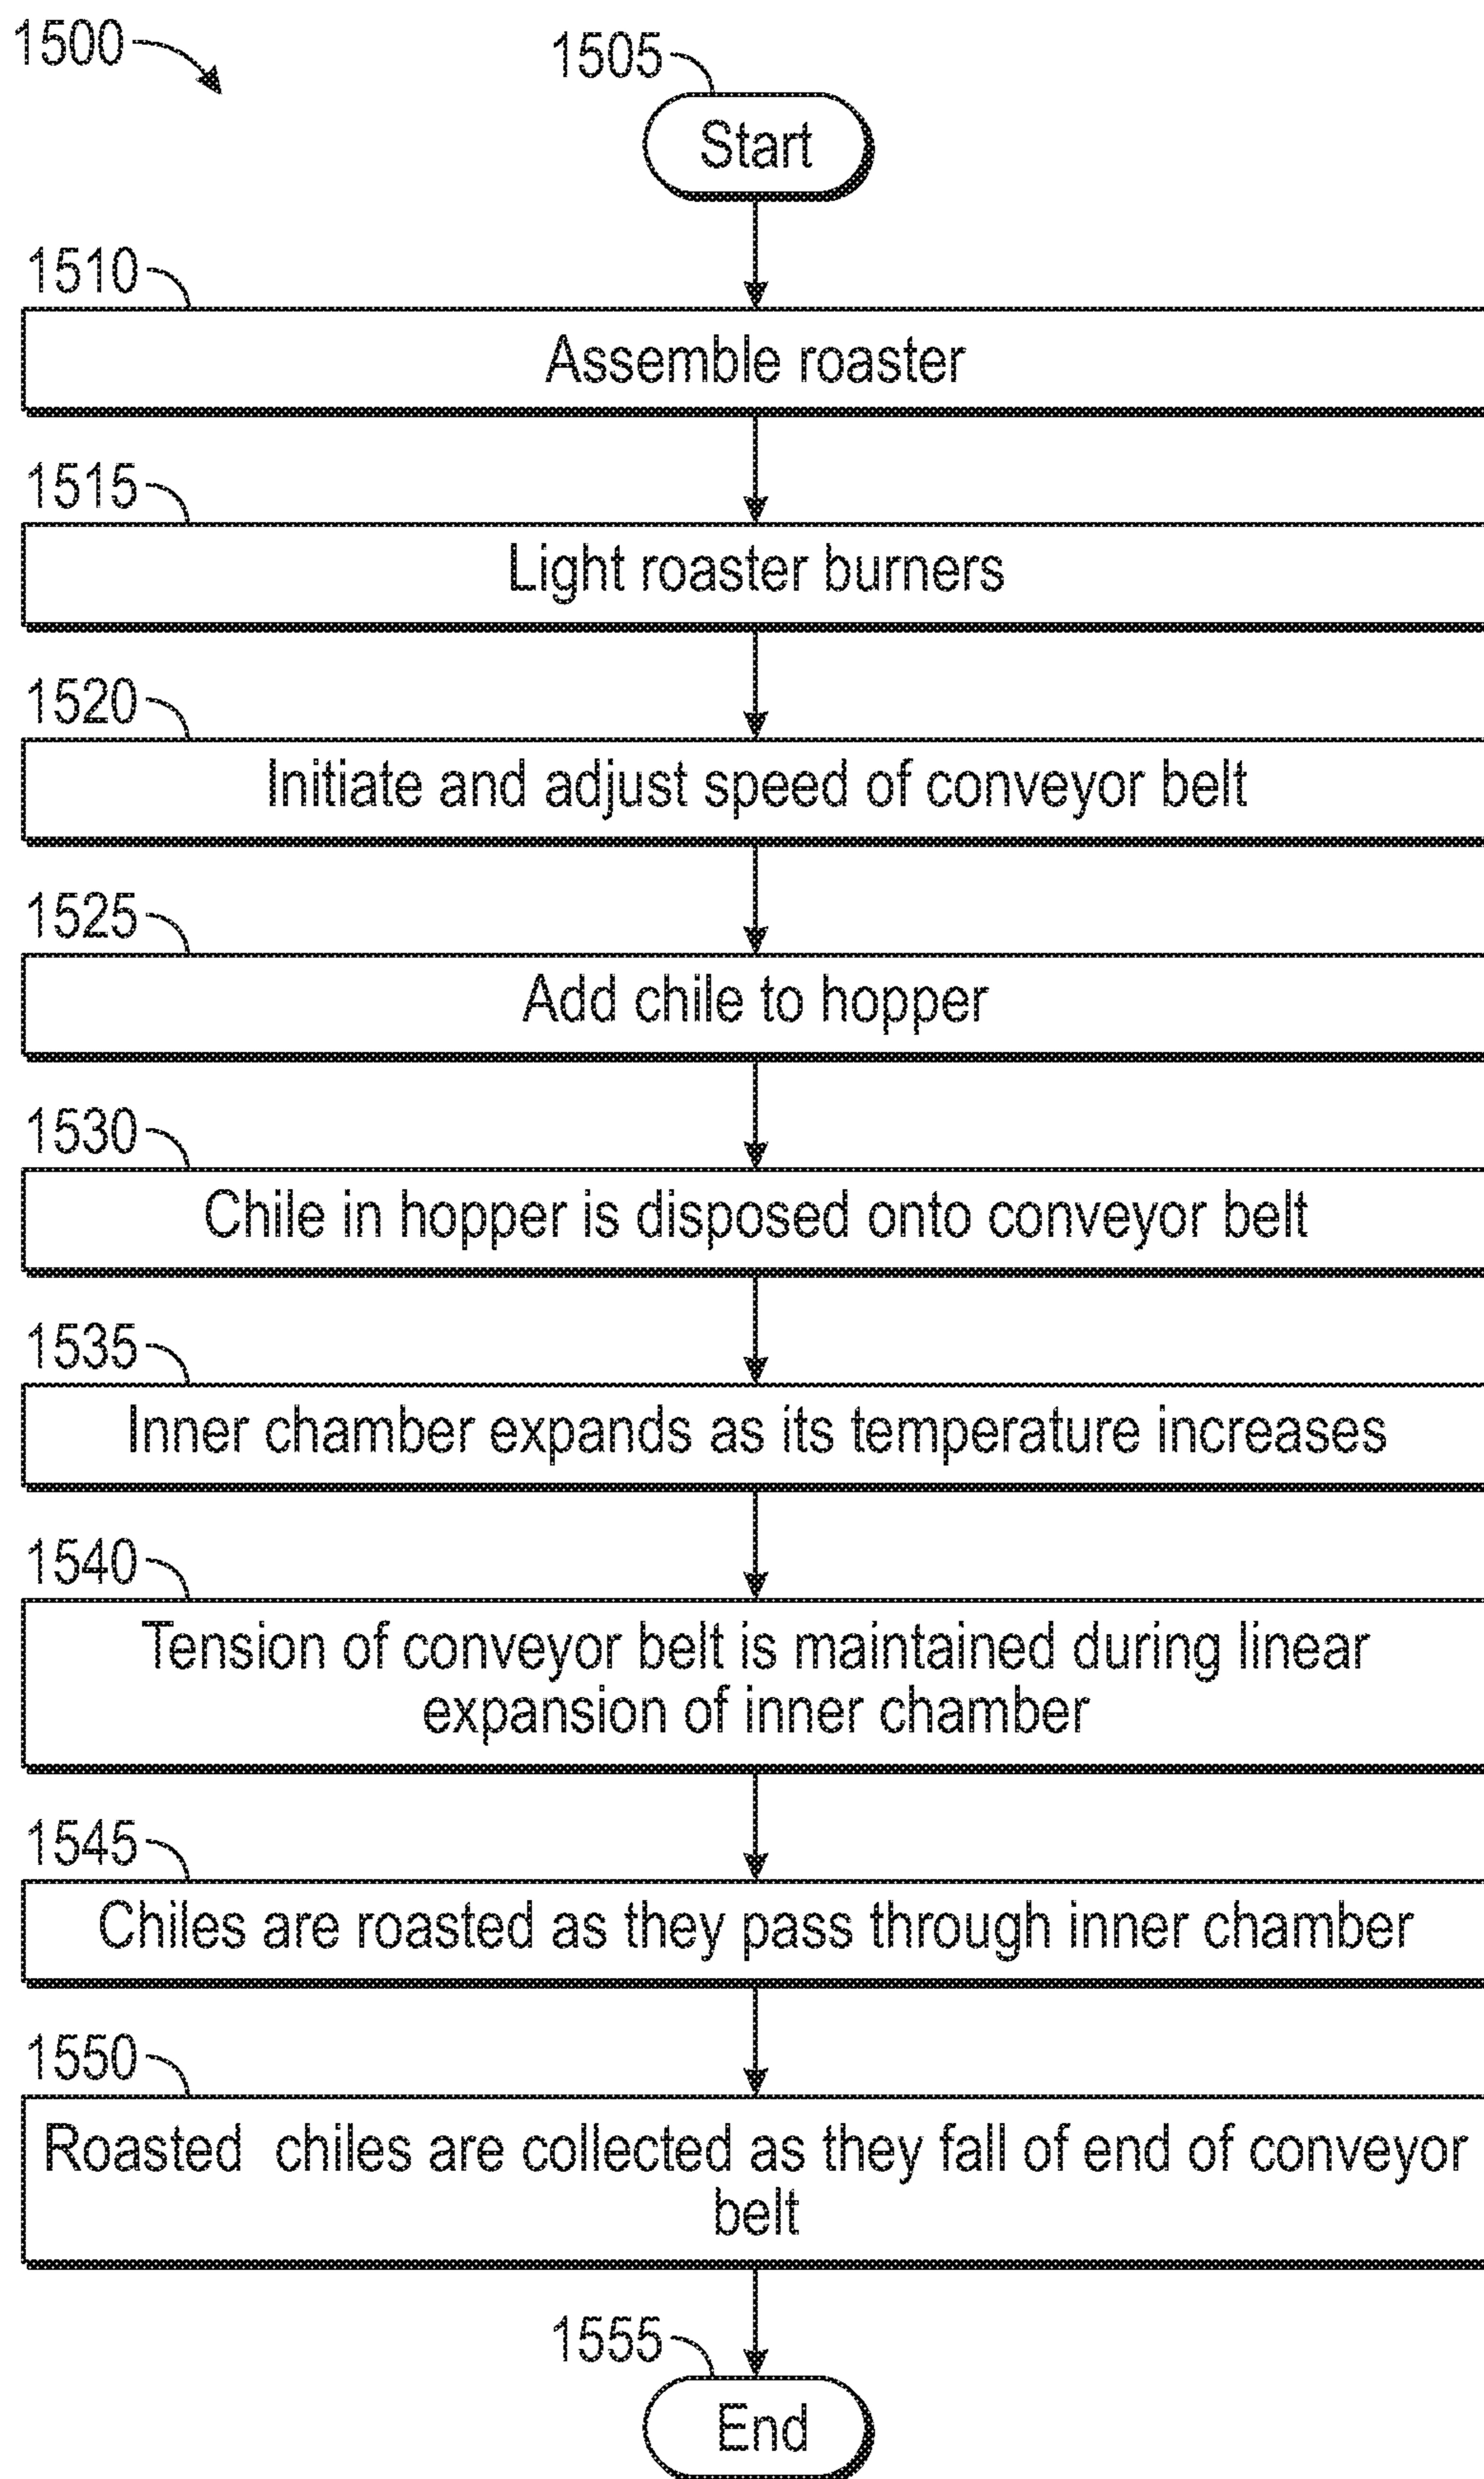 1500
1505
Start
1510
Assemble roaster
1515
Light roaster burners
1520
Initiate and adjust speed of conveyor belt
1525
Add chile to hopper
1530
Chile in hopper is disposed onto conveyor belt
1535
Inner chamber expands as its temperature increases
1540
Tension of conveyor belt is maintained during linear
expansion of inner chamber
1545
Chiles are roasted as they pass through inner chamber
1550
Roasted chiles are collected as they fall of end of conveyor
belt
1555
End